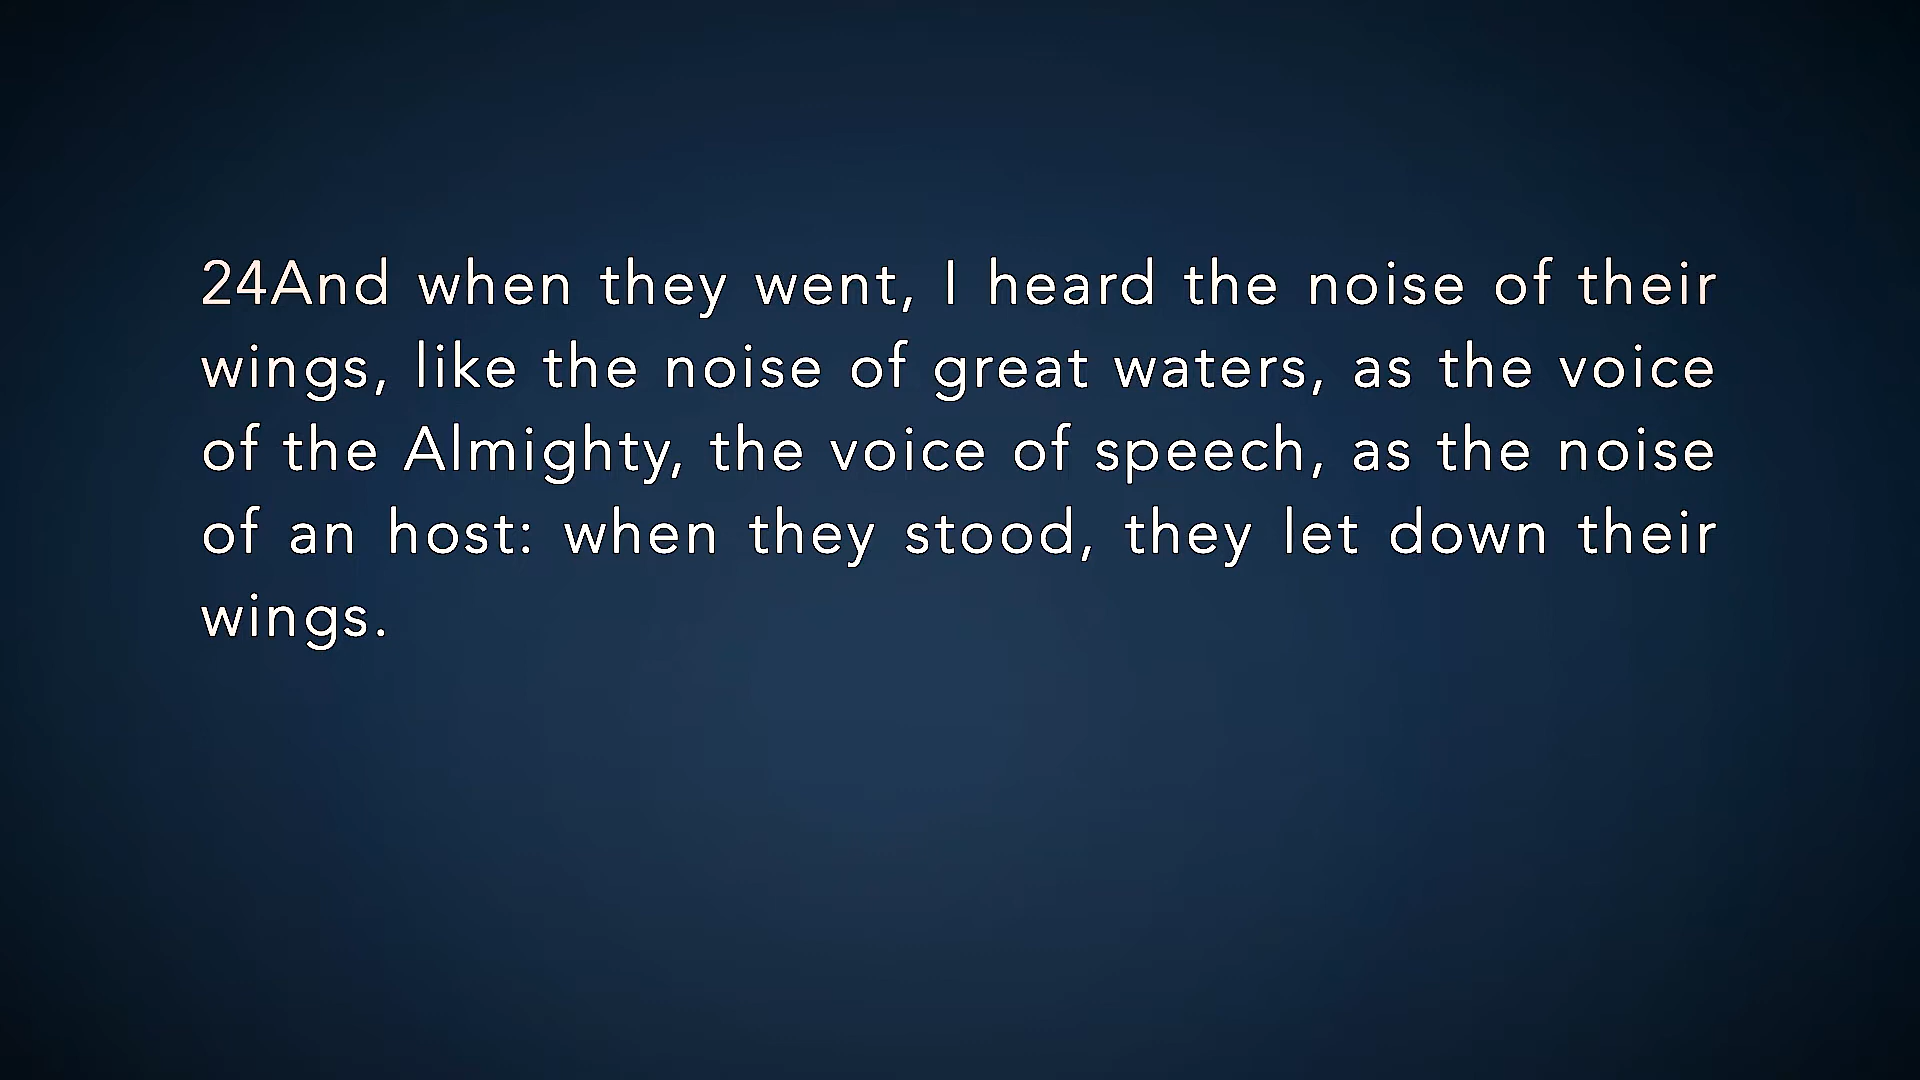 24And when they went, I heard the noise of their
wings, like the noise of great waters, as the voice
of the Almighty, the voice of speech, as the noise
of an host: when they stood, they let down their
wings.